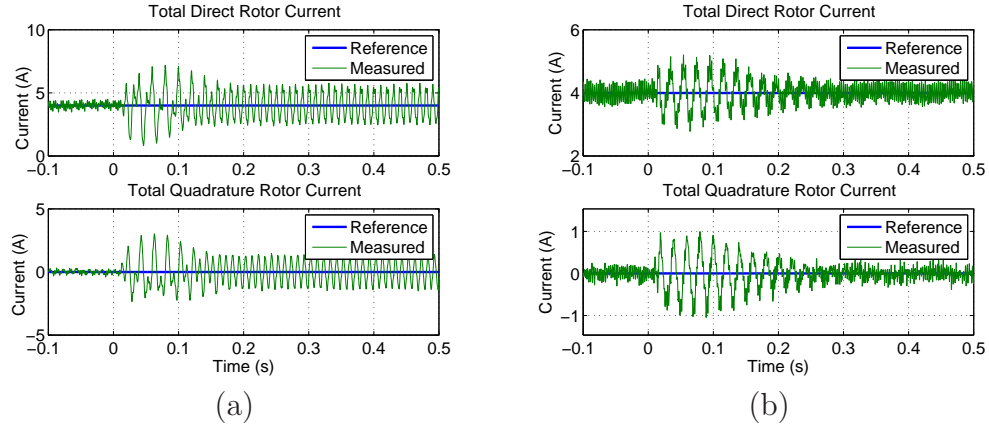 Total Direct Rotor Current
Current (A)
10
5
0
Reference
Measured
−0.1 0 0.1 0.2 0.3 0.4 0.5
Total Quadrature Rotor Current
Current (A)
5
0
−5
Reference
Measured
−0.1 0 0.1 0.2 0.3 0.4 0.5
Time (s)
(a)
Total Direct Rotor Current
Current (A)
6
4
2
Reference
Measured
−0.1 0 0.1 0.2 0.3 0.4 0.5
Total Quadrature Rotor Current
Current (A)
1
0
−1
Reference
Measured
−0.1 0 0.1 0.2 0.3 0.4 0.5
Time (s)
(b)